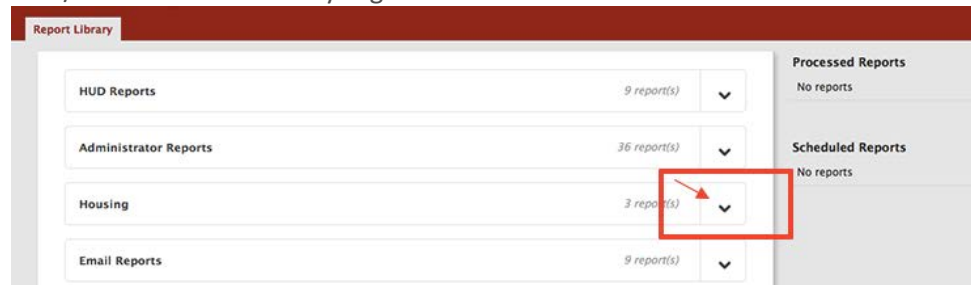 Report Library
HUD Reports 9 report(s)
Administrator Reports 36 report(s)
Housing 3 report(s)
Email Reports 9 report(s)
Processed Reports
No reports
Scheduled Reports
No reports